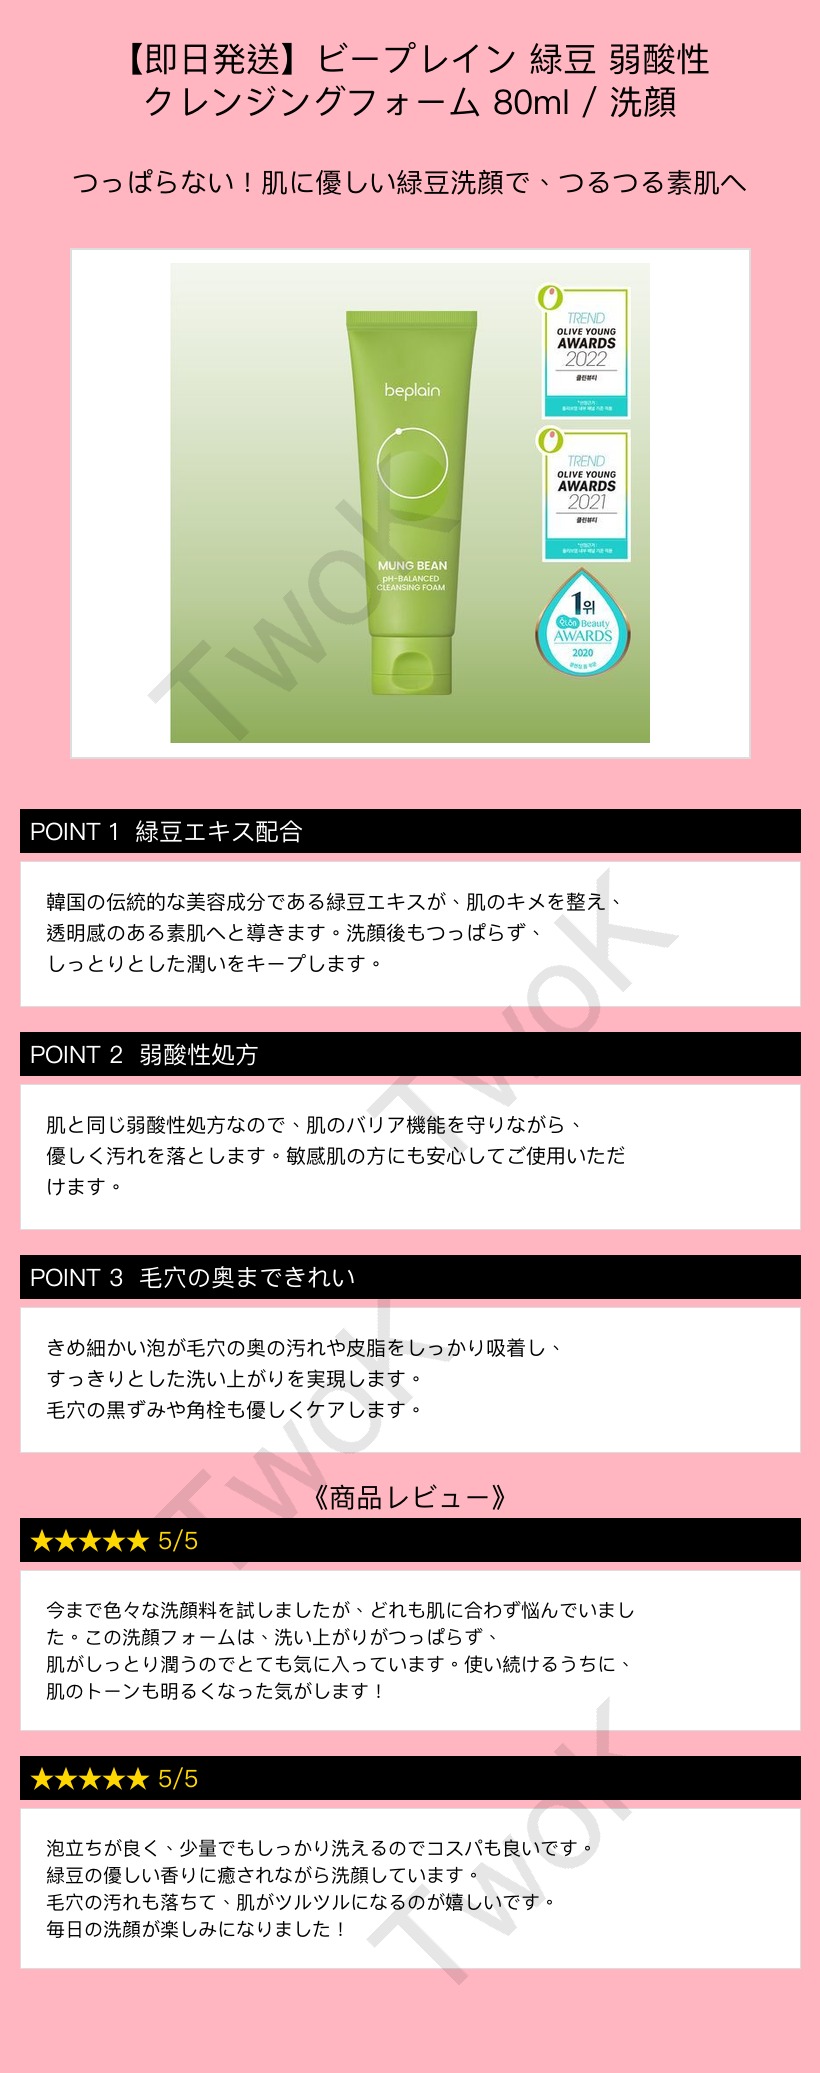 【即日発送】ビープレイン 緑豆 弱酸性
クレンジングフォーム 80ml / 洗顔
つっぱらない！肌に優しい緑豆洗顔で、つるつる素肌へ
beplain
MUNG BEAN
pH-BALANCED
CLEANSING FOAM
TREND
OLIVE YOUNG
AWARDS
2022
클린뷰티
TREND
OLIVE YOUNG
AWARDS
2021
클린뷰티
1위
Beauty
AWARDS
2020
TwoK
POINT 1 緑豆エキス配合
韓国の伝統的な美容成分である緑豆エキスが、肌のキメを整え、
透明感のある素肌へと導きます。洗顔後もつっぱらず、
しっとりとした潤いをキープします。
TwoK
POINT 2 弱酸性処方
肌と同じ弱酸性処方なので、肌のバリア機能を守りながら、
優しく汚れを落とします。敏感肌の方にも安心してご使用いただ
けます。
POINT 3 毛穴の奥まできれい
きめ細かい泡が毛穴の奥の汚れや皮脂をしっかり吸着し、
すっきりとした洗い上がりを実現します。
毛穴の黒ずみや角栓も優しくケアします。
TwoK
《商品レビュー》
★★★★★ 5/5
今まで色々な洗顔料を試しましたが、どれも肌に合わず悩んでいまし
た。この洗顔フォームは、洗い上がりがつっぱらず、
肌がしっとり潤うのでとても気に入っています。使い続けるうちに、
肌のトーンも明るくなった気がします！
★★★★★ 5/5
泡立ちが良く、少量でもしっかり洗えるのでコスパも良いです。
緑豆の優しい香りに癒されながら洗顔しています。
毛穴の汚れも落ちて、肌がツルツルになるのが嬉しいです。
毎日の洗顔が楽しみになりました！
TwoK